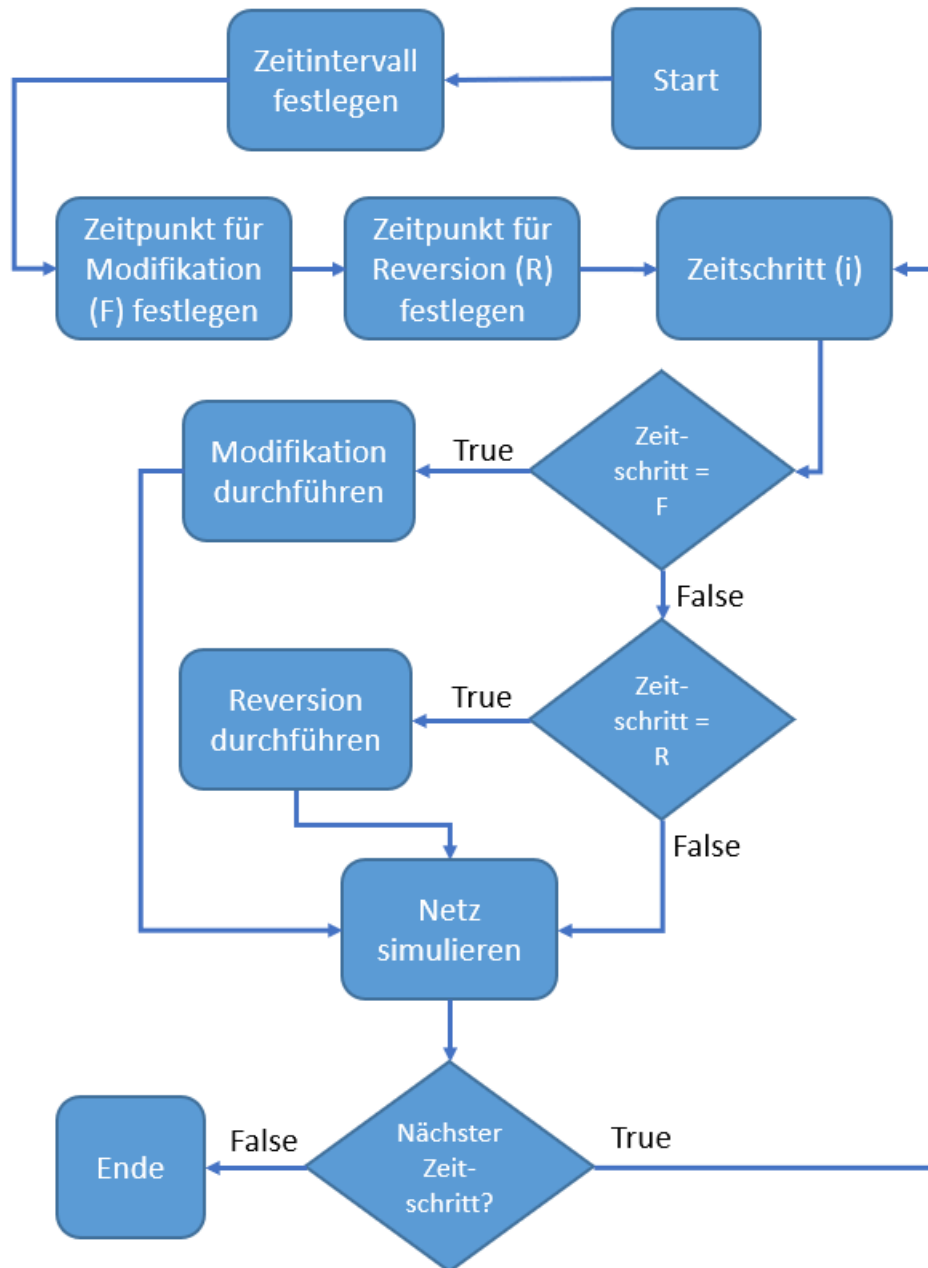 Start
Zeitintervall
festlegen
Zeitpunkt für
Modifikation
(F) festlegen
Zeitpunkt für
Reversion (R)
festlegen
Zeitschritt (i)
Zeit-
schritt =
F
True
Modifikation
durchführen
False
Zeit-
schritt =
R
True
Reversion
durchführen
False
Netz
simulieren
Nächster
Zeit-
schritt?
False
Ende
True